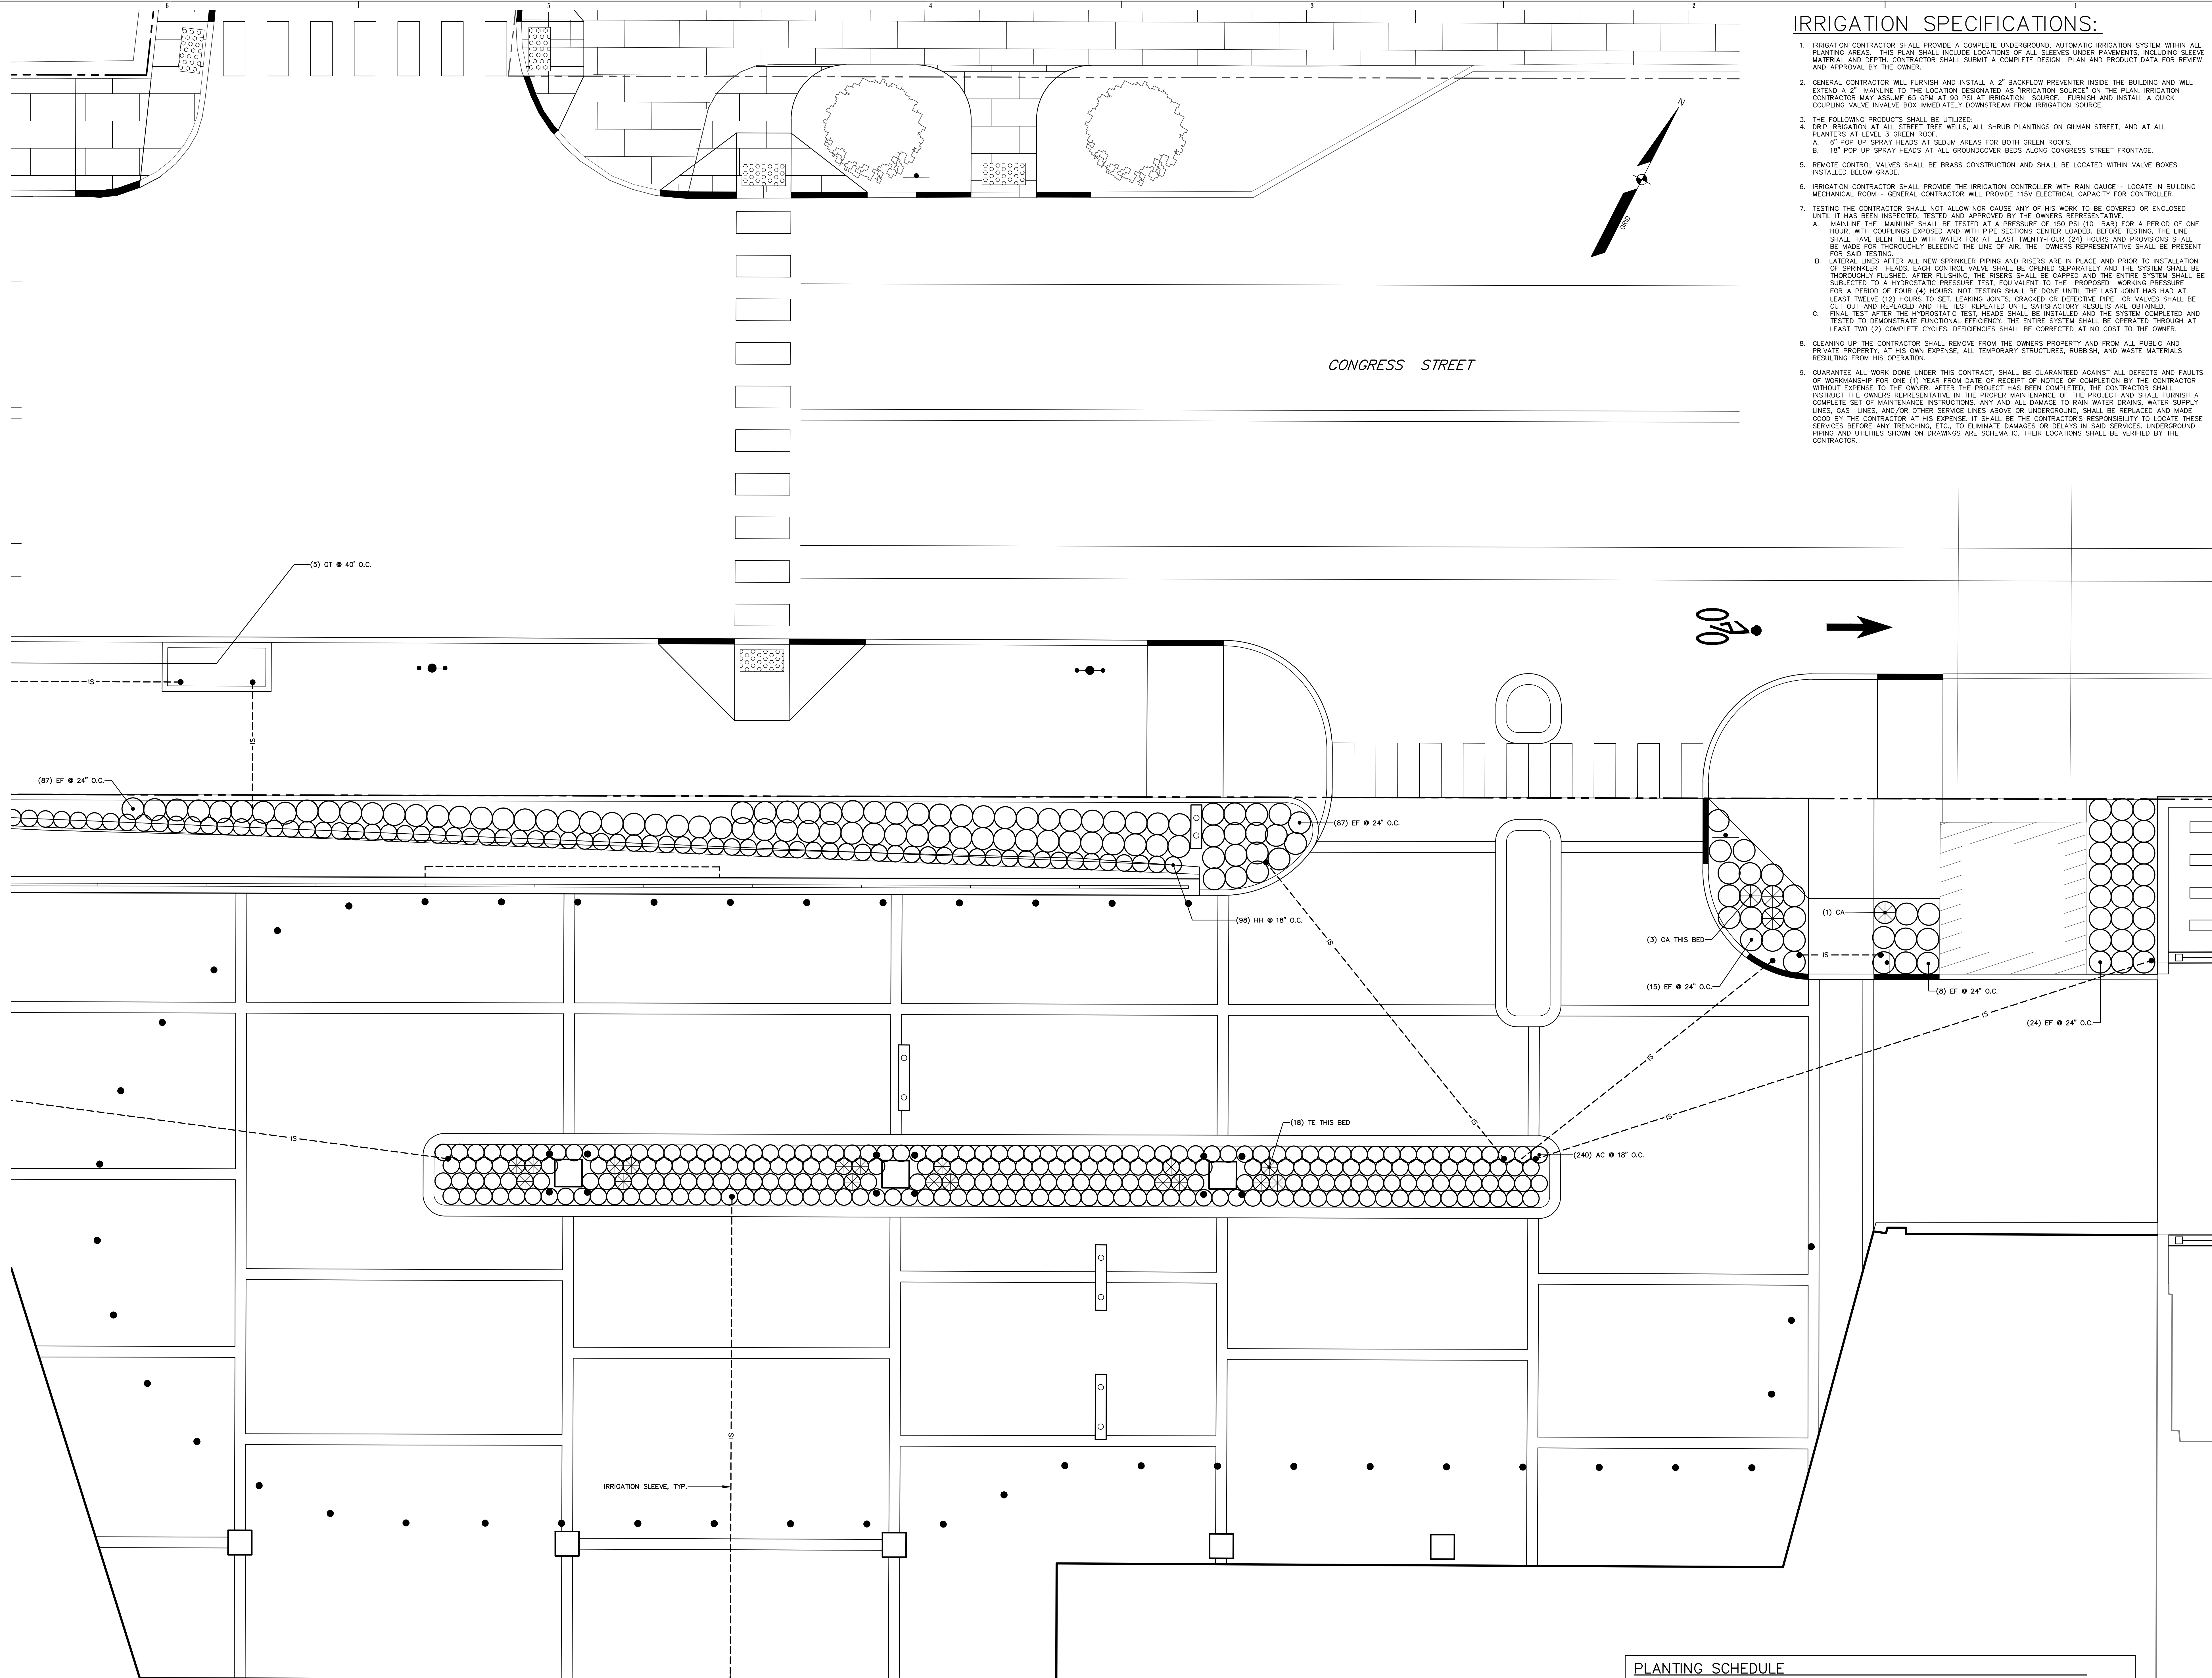 6 5 4 3 2 1
IRRIGATION SPECIFICATIONS:
1. IRRIGATION CONTRACTOR SHALL PROVIDE A COMPLETE UNDERGROUND, AUTOMATIC IRRIGATION SYSTEM WITHIN ALL
PLANTING AREAS. THIS PLAN SHALL INCLUDE LOCATIONS OF ALL SLEEVES UNDER PAVEMENTS, INCLUDING SLEEVE
MATERIAL AND DEPTH. CONTRACTOR SHALL SUBMIT A COMPLETE DESIGN PLAN AND PRODUCT DATA FOR REVIEW
AND APPROVAL BY THE OWNER.
2. GENERAL CONTRACTOR WILL FURNISH AND INSTALL A 2" BACKFLOW PREVENTER INSIDE THE BUILDING AND WILL
EXTEND A 2" MAINLINE TO THE LOCATION DESIGNATED AS "IRRIGATION SOURCE" ON THE PLAN. IRRIGATION
CONTRACTOR MAY ASSUME 65 GPM AT 90 PSI AT IRRIGATION SOURCE. FURNISH AND INSTALL A QUICK
COUPLING VALVE INVALVE BOX IMMEDIATELY DOWNSTREAM FROM IRRIGATION SOURCE.
3. THE FOLLOWING PRODUCTS SHALL BE UTILIZED:
4. DRIP IRRIGATION AT ALL STREET TREE WELLS, ALL SHRUB PLANTINGS ON GILMAN STREET, AND AT ALL
PLANTERS AT LEVEL 3 GREEN ROOF.
A. 6" POP UP SPRAY HEADS AT SEDUM AREAS FOR BOTH GREEN ROOFS.
B. 18" POP UP SPRAY HEADS AT ALL GROUNDCOVER BEDS ALONG CONGRESS STREET FRONTAGE.
5. REMOTE CONTROL VALVES SHALL BE BRASS CONSTRUCTION AND SHALL BE LOCATED WITHIN VALVE BOXES
INSTALLED BELOW GRADE.
6. IRRIGATION CONTRACTOR SHALL PROVIDE THE IRRIGATION CONTROLLER WITH RAIN GAUGE - LOCATE IN BUILDING
MECHANICAL ROOM - GENERAL CONTRACTOR WILL PROVIDE 115V ELECTRICAL CAPACITY FOR CONTROLLER.
7. TESTING THE CONTRACTOR SHALL NOT ALLOW NOR CAUSE ANY OF HIS WORK TO BE COVERED OR ENCLOSED
UNTIL IT HAS BEEN INSPECTED, TESTED AND APPROVED BY THE OWNERS REPRESENTATIVE.
A. MAINLINE THE MAINLINE SHALL BE TESTED AT A PRESSURE OF 150 PSI (10 BAR) FOR A PERIOD OF ONE
HOUR, WITH COUPLINGS EXPOSED AND WITH PIPE SECTIONS CENTER LOADED. BEFORE TESTING, THE LINE
SHALL HAVE BEEN FILLED WITH WATER FOR AT LEAST TWENTY-FOUR (24) HOURS AND PROVISIONS SHALL
BE MADE FOR THOROUGHLY BLEEDING THE LINE OF AIR. THE OWNERS REPRESENTATIVE SHALL BE PRESENT
FOR SAID TESTING.
B. LATERAL LINES AFTER ALL NEW SPRINKLER PIPING AND RISERS ARE IN PLACE AND PRIOR TO INSTALLATION
OF SPRINKLER HEADS, EACH CONTROL VALVE SHALL BE OPENED SEPARATELY AND THE SYSTEM SHALL BE
THOROUGHLY FLUSHED. AFTER FLUSHING, THE RISERS SHALL BE CAPPED AND THE ENTIRE SYSTEM SHALL BE
SUBJECTED TO A HYDROSTATIC PRESSURE TEST, EQUIVALENT TO THE PROPOSED WORKING PRESSURE
FOR A PERIOD OF FOUR (4) HOURS. NOT TESTING SHALL BE DONE UNTIL THE LAST JOINT HAS HAD AT
LEAST TWELVE (12) HOURS TO SET. LEAKING JOINTS, CRACKED OR DEFECTIVE PIPE OR VALVES SHALL BE
CUT OUT AND REPLACED AND THE TEST REPEATED UNTIL SATISFACTORY RESULTS ARE OBTAINED.
C. FINAL TEST AFTER THE HYDROSTATIC TEST, HEADS SHALL BE INSTALLED AND THE SYSTEM COMPLETED AND
TESTED TO DEMONSTRATE FUNCTIONAL EFFICIENCY. THE ENTIRE SYSTEM SHALL BE OPERATED THROUGH AT
LEAST TWO (2) COMPLETE CYCLES. DEFICIENCIES SHALL BE CORRECTED AT NO COST TO THE OWNER.
8. CLEANING UP THE CONTRACTOR SHALL REMOVE FROM THE OWNERS PROPERTY AND FROM ALL PUBLIC AND
PRIVATE PROPERTY, AT HIS OWN EXPENSE, ALL TEMPORARY STRUCTURES, RUBBISH, AND WASTE MATERIALS
RESULTING FROM HIS OPERATION.
9. GUARANTEE ALL WORK DONE UNDER THIS CONTRACT, SHALL BE GUARANTEED AGAINST ALL DEFECTS AND FAULTS
OF WORKMANSHIP FOR ONE (1) YEAR FROM DATE OF RECEIPT OF NOTICE OF COMPLETION BY THE CONTRACTOR
WITHOUT EXPENSE TO THE OWNER. AFTER THE PROJECT HAS BEEN COMPLETED, THE CONTRACTOR SHALL
INSTRUCT THE OWNERS REPRESENTATIVE IN THE PROPER MAINTENANCE OF THE PROJECT AND SHALL FURNISH A
COMPLETE SET OF MAINTENANCE INSTRUCTIONS. ANY AND ALL DAMAGE TO RAIN WATER DRAINS, WATER SUPPLY
LINES, GAS LINES, AND/OR OTHER SERVICE LINES ABOVE OR UNDERGROUND, SHALL BE REPLACED AND MADE
GOOD BY THE CONTRACTOR AT HIS EXPENSE. IT SHALL BE THE CONTRACTOR'S RESPONSIBILITY TO LOCATE THESE
SERVICES BEFORE ANY TRENCHING, ETC., TO ELIMINATE DAMAGES OR DELAYS IN SAID SERVICES. UNDERGROUND
PIPING AND UTILITIES SHOWN ON DRAWINGS ARE SCHEMATIC. THEIR LOCATIONS SHALL BE VERIFIED BY THE
CONTRACTOR.
N
GRID
CONGRESS STREET
(5) GT @ 40' O.C.
IS
IS
(87) EF @ 24" O.C.
(87) EF @ 24" O.C.
(98) HH @ 18" O.C.
(1) CA
(3) CA THIS BED
IS
IS
(15) EF @ 24" O.C.
(8) EF @ 24" O.C.
(24) EF @ 24" O.C.
IS
IS
IS
IS
IS
(18) TE THIS BED
(240) AC @ 18" O.C.
IS
IRRIGATION SLEEVE, TYP.
PLANTING SCHEDULE